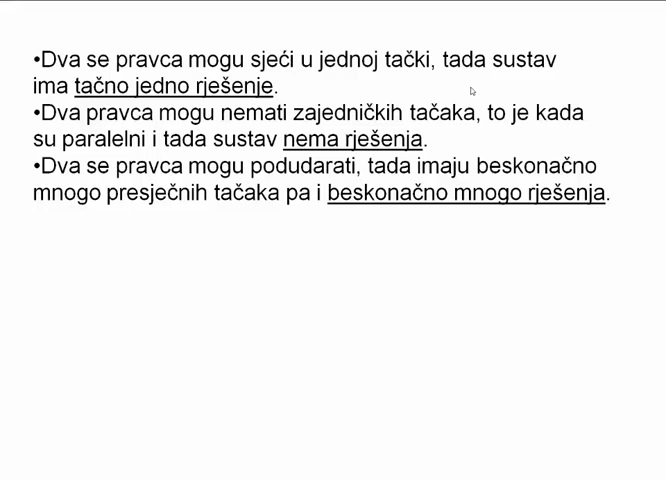 •Dva se pravca mogu sjeći u jednoj tački, tada sustav
ima tačno jedno rješenje.
•Dva pravca mogu nemati zajedničkih tačaka, to je kada
su paralelni i tada sustav nema rješenja.
•Dva se pravca mogu podudarati, tada imaju beskonačno
mnogo presječnih tačaka pa i beskonačno mnogo rješenja.